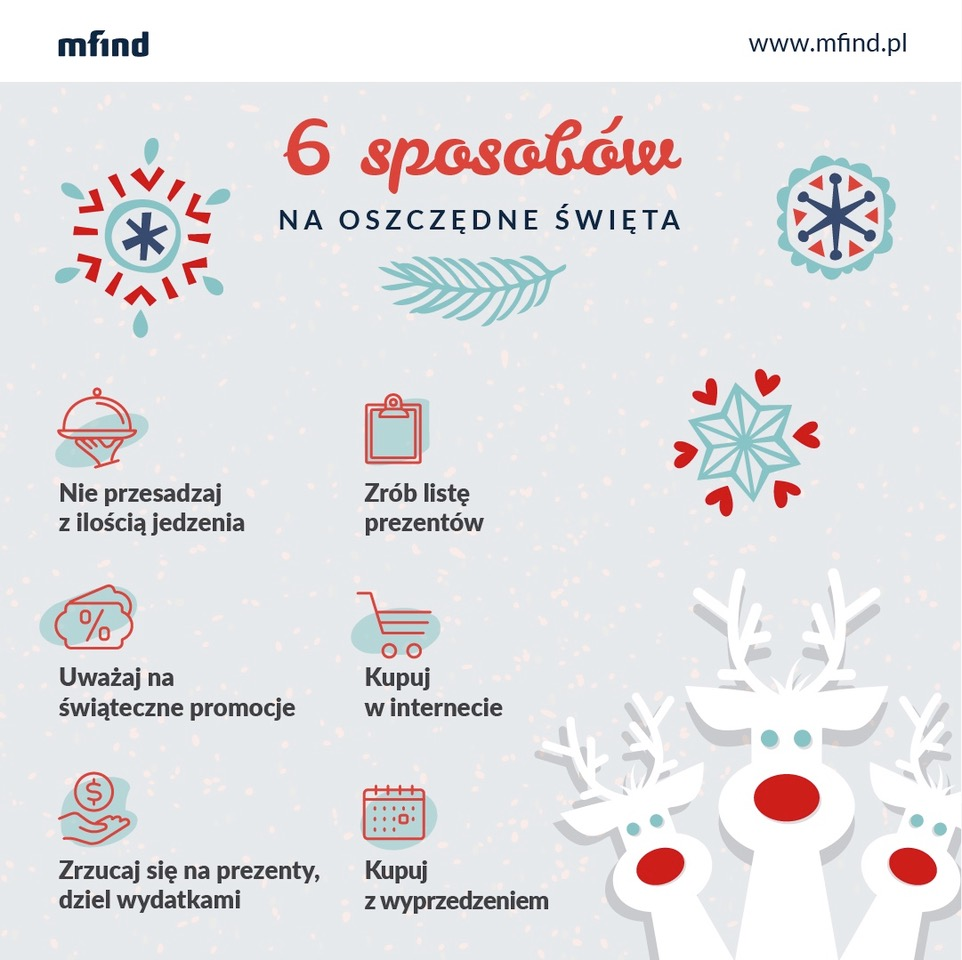 mfind
www.mfind.pl
6 sposobów
NA OSZCZĘDNE ŚWIĘTA
Nie przesadzaj
z ilością jedzenia
Zrób listę
prezentów
%
Uważaj na
świąteczne promocje
Kupuj
w internecie
$
Zrzucaj się na prezenty,
dziel wydatkami
Kupuj
z wyprzedzeniem